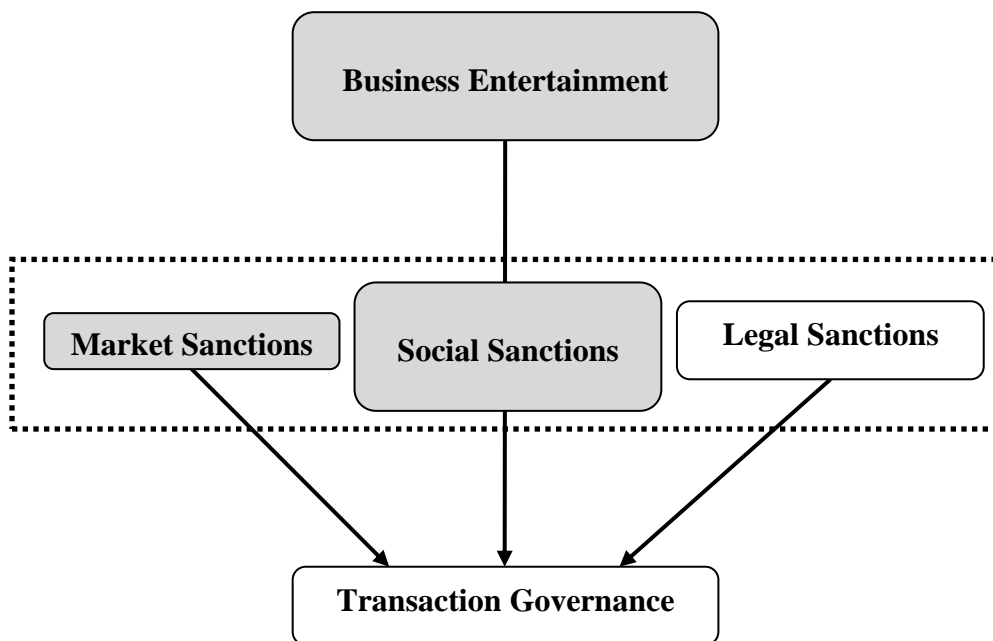 Business Entertainment
Market Sanctions
Social Sanctions
Legal Sanctions
Transaction Governance